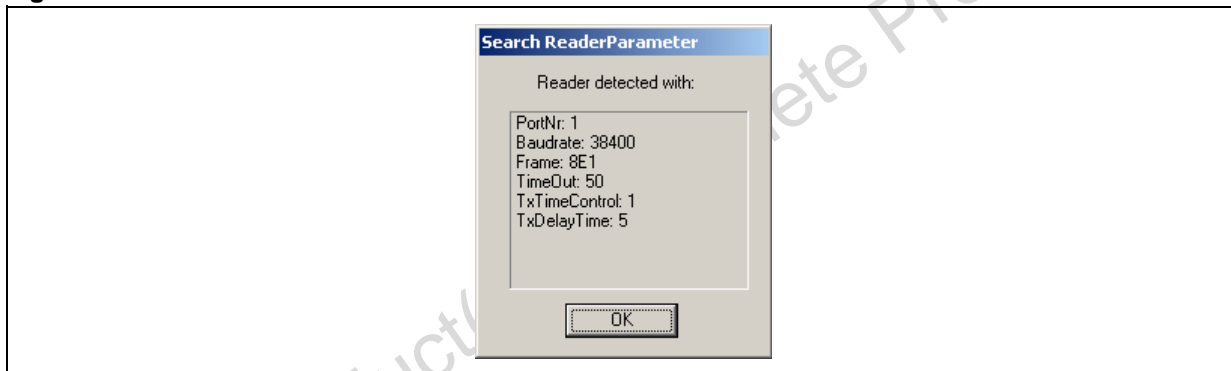 Search ReaderParameter
Reader detected with:
PortNr: 1
Baudrate: 38400
Frame: 8E1
TimeOut: 50
TxTimeControl: 1
TxDelayTime: 5
OK